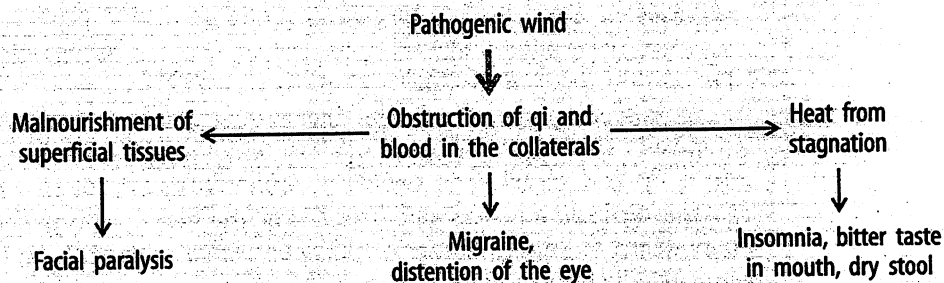 Pathogenic wind
Malnourishment of
superficial tissues
Obstruction of qi and
blood in the collaterals
Heat from
stagnation
Facial paralysis
Migraine,
distention of the eye
Insomnia, bitter taste
in mouth, dry stool